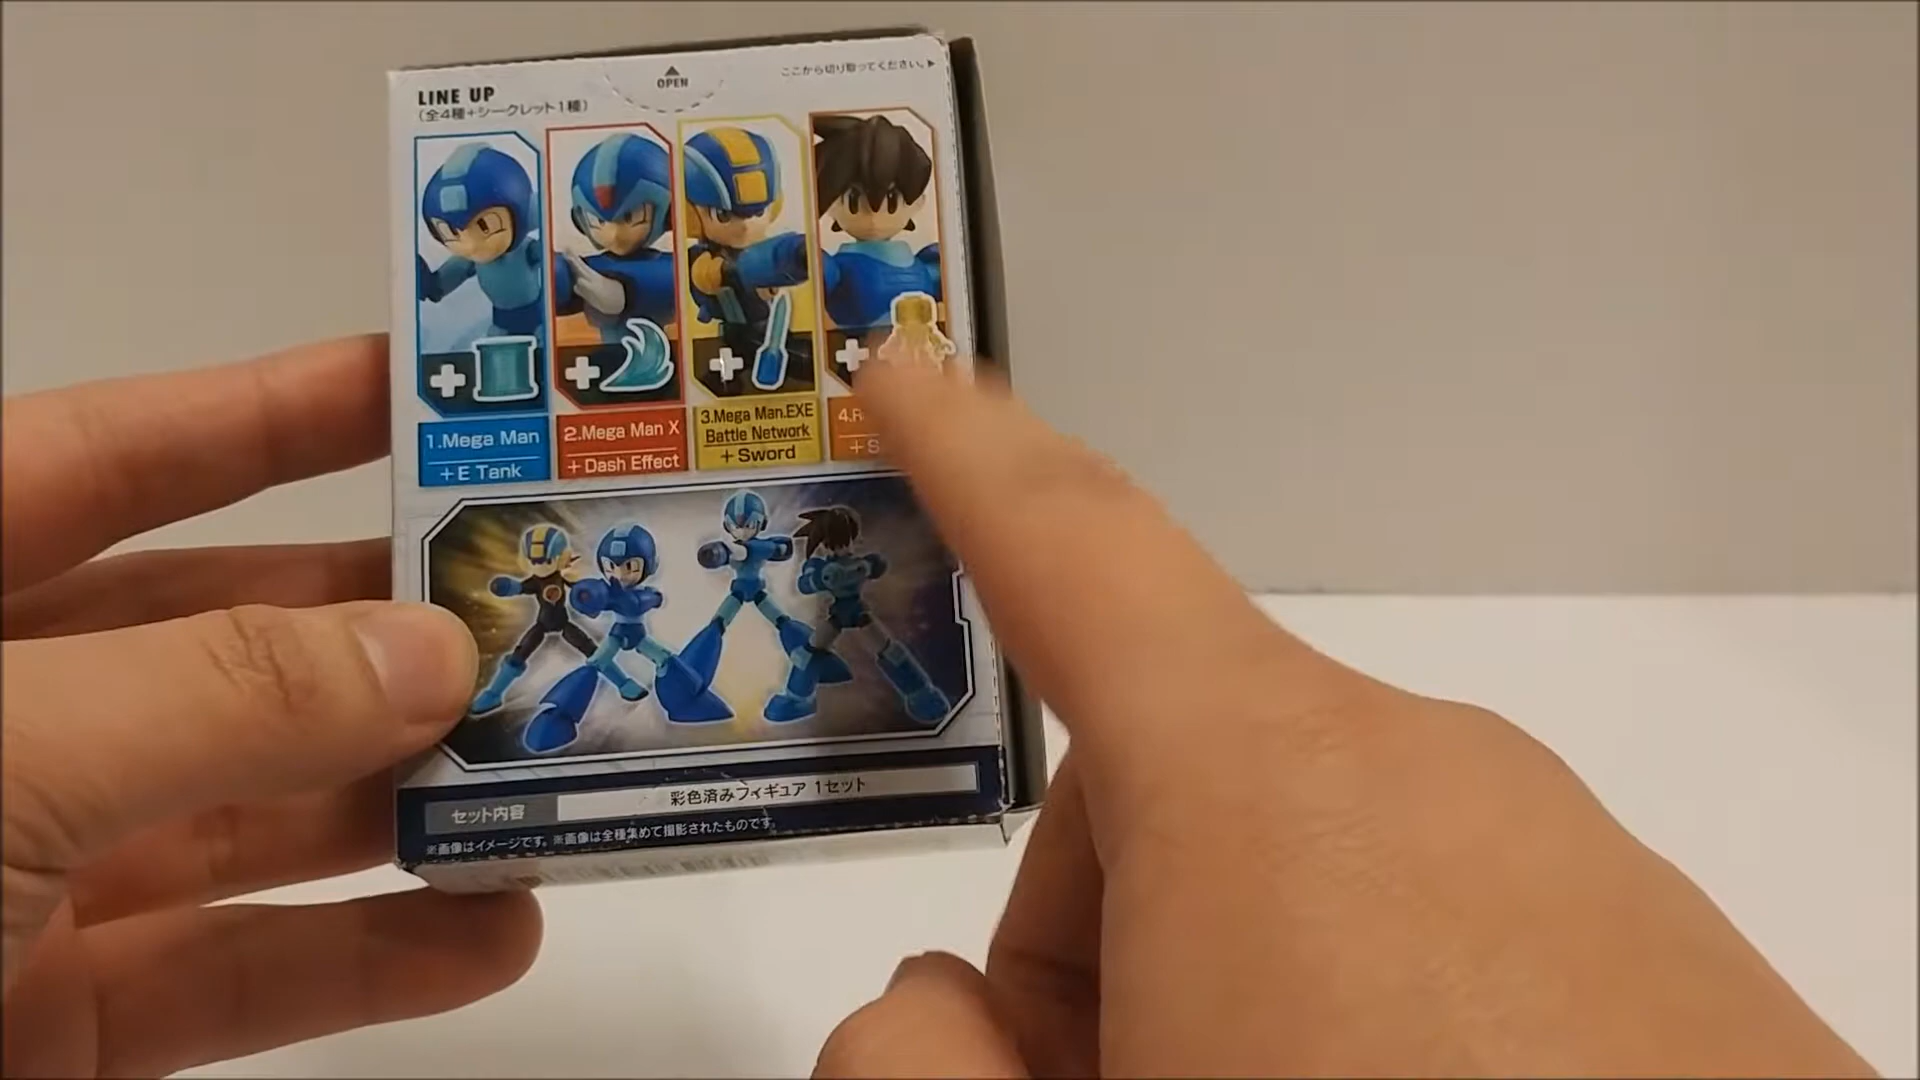 OPEN
ここから切り取ってください。▶
LINE UP
(全4種+シークレット1種)
1.Mega Man
+E Tank
2.Mega Man X
+Dash Effect
3.Mega Man.EXE
Battle Network
+Sword
4.R
+S
セット内容
彩色済みフィギュア 1セット
※画像はイメージです。※画像は全種集めて撮影されたものです。